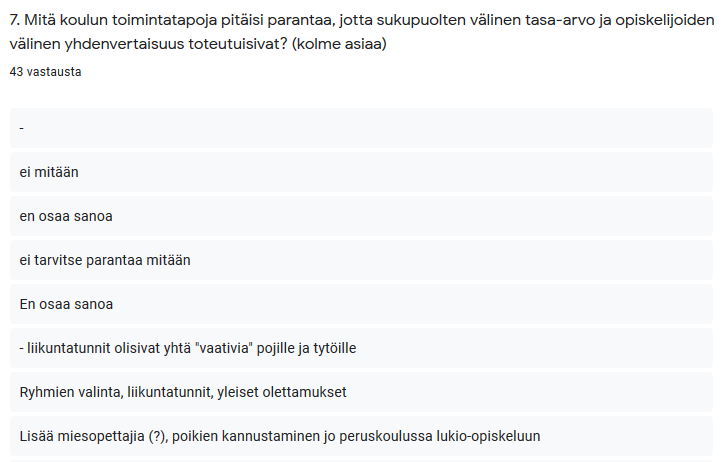 7. Mitä koulun toimintatapoja pitäisi parantaa, jotta sukupuolten välinen tasa-arvo ja opiskelijoiden
välinen yhdenvertaisuus toteutuisivat? (kolme asiaa)
43 vastausta
-
ei mitään
en osaa sanoa
ei tarvitse parantaa mitään
En osaa sanoa
- liikuntatunnit olisivat yhtä "vaativia" pojille ja tytöille
Ryhmien valinta, liikuntatunnit, yleiset olettamukset
Lisää miesopettajia (?), poikien kannustaminen jo peruskoulussa lukio-opiskeluun